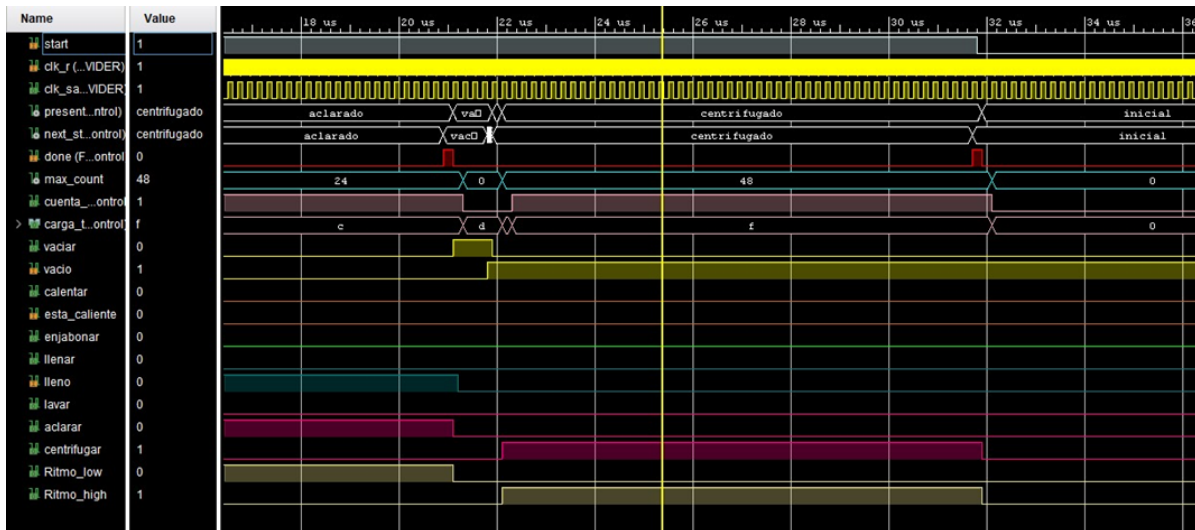 Name Value
18 us 20 us 22 us 24 us 26 us 28 us 30 us 32 us 34 us 36
start 1
clk_r (...VIDER) 1
clk_sa...VIDER 1
present...ntrol) centrifugado aclarado va centrifugado inicial
next_st...ontrol) centrifugado aclarado vac centrifugado inicial
done (F...ontrol 0
max_count 48 24 0 48 0
cuenta_...ontrol 1
carga_t...ontrol) f c d f 0
vaciar 0
vacio 1
calentar 0
esta_caliente 0
enjabonar 0
llenar 0
lleno 0
lavar 0
aclarar 0
centrifugar 1
Ritmo_low 0
Ritmo_high 1